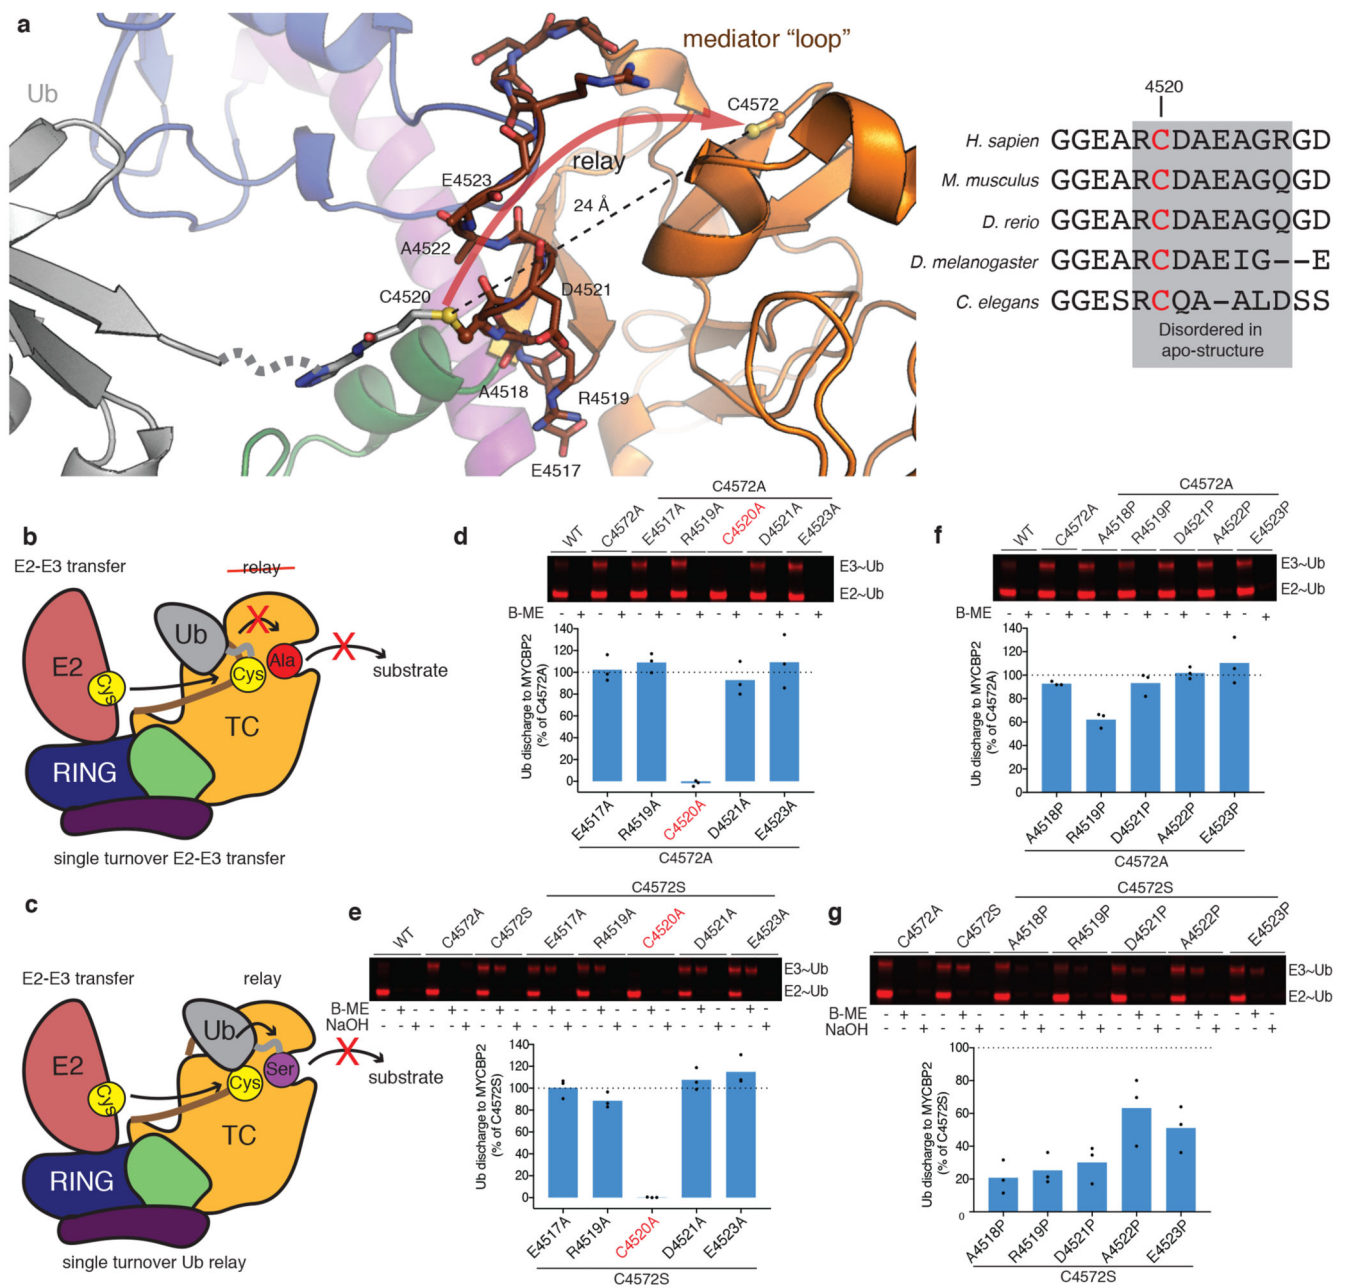 a
Ub
mediator “loop”
C4572
relay
E4523
24 Å
A4522
C4520
D4521
A4518
R4519
E4517
4520
H. sapien GGEARCDAEAGRGD
M. musculus GGEARCDAEAGQGD
D. rerio GGEARCDAEAGQGD
D. melanogaster GGEARCDAEIG--E
C. elegans GGESRCQA-ALDSS
Disordered in
apo-structure
b
E2-E3 transfer
relay
E2
Cys
Ub
X
Cys
Ala
X
substrate
TC
RING
single turnover E2-E3 transfer
c
E2-E3 transfer
relay
E2
Cys
Ub
Cys
Ser
X
substrate
TC
RING
single turnover Ub relay
d
C4572A
WT C4572A E4517A R4519A C4520A D4521A E4523A
E3~Ub
E2~Ub
B-ME - + - + - + - + - + - + - +
Ub discharge to MYCBP2
(% of C4572A)
140
120
100
80
60
40
20
0
E4517A R4519A C4520A D4521A E4523A
C4572A
e
C4572S
WT C4572A C4572S E4517A R4519A C4520A D4521A E4523A
E3~Ub
E2~Ub
B-ME - + - - + - - + - - + - - + - - + - - + - - + -
NaOH - - + - - + - - + - - + - - + - - + - - + - - +
Ub discharge to MYCBP2
(% of C4572S)
140
120
100
80
60
40
20
0
E4517A R4519A C4520A D4521A E4523A
C4572S
f
C4572A
WT C4572A A4518P R4519P D4521P A4522P E4523P
E3~Ub
E2~Ub
B-ME - + - + - + - + - + - + - +
Ub discharge to MYCBP2
(% of C4572A)
140
120
100
80
60
40
20
0
A4518P R4519P D4521P A4522P E4523P
C4572A
g
C4572S
C4572A C4572S A4518P R4519P D4521P A4522P E4523P
E3~Ub
E2~Ub
B-ME - + - - + - - + - - + - - + - - + - - + -
NaOH - - + - - + - - + - - + - - + - - + - - +
Ub discharge to MYCBP2
(% of C4572S)
100
80
60
40
20
0
A4518P R4519P D4521P A4522P E4523P
C4572S